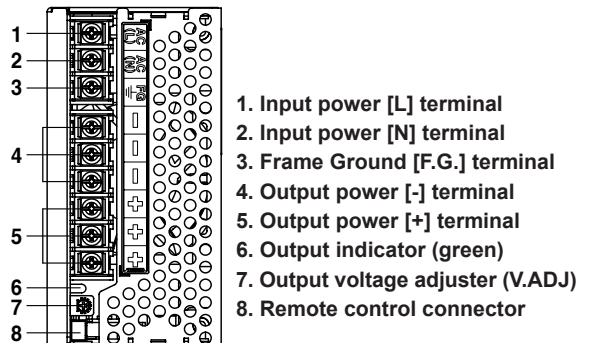 1
2
3
4
5
6
7
8
AC (L)
AC (N)
FG
-
-
-
+
+
+
1. Input power [L] terminal
2. Input power [N] terminal
3. Frame Ground [F.G.] terminal
4. Output power [-] terminal
5. Output power [+] terminal
6. Output indicator (green)
7. Output voltage adjuster (V.ADJ)
8. Remote control connector